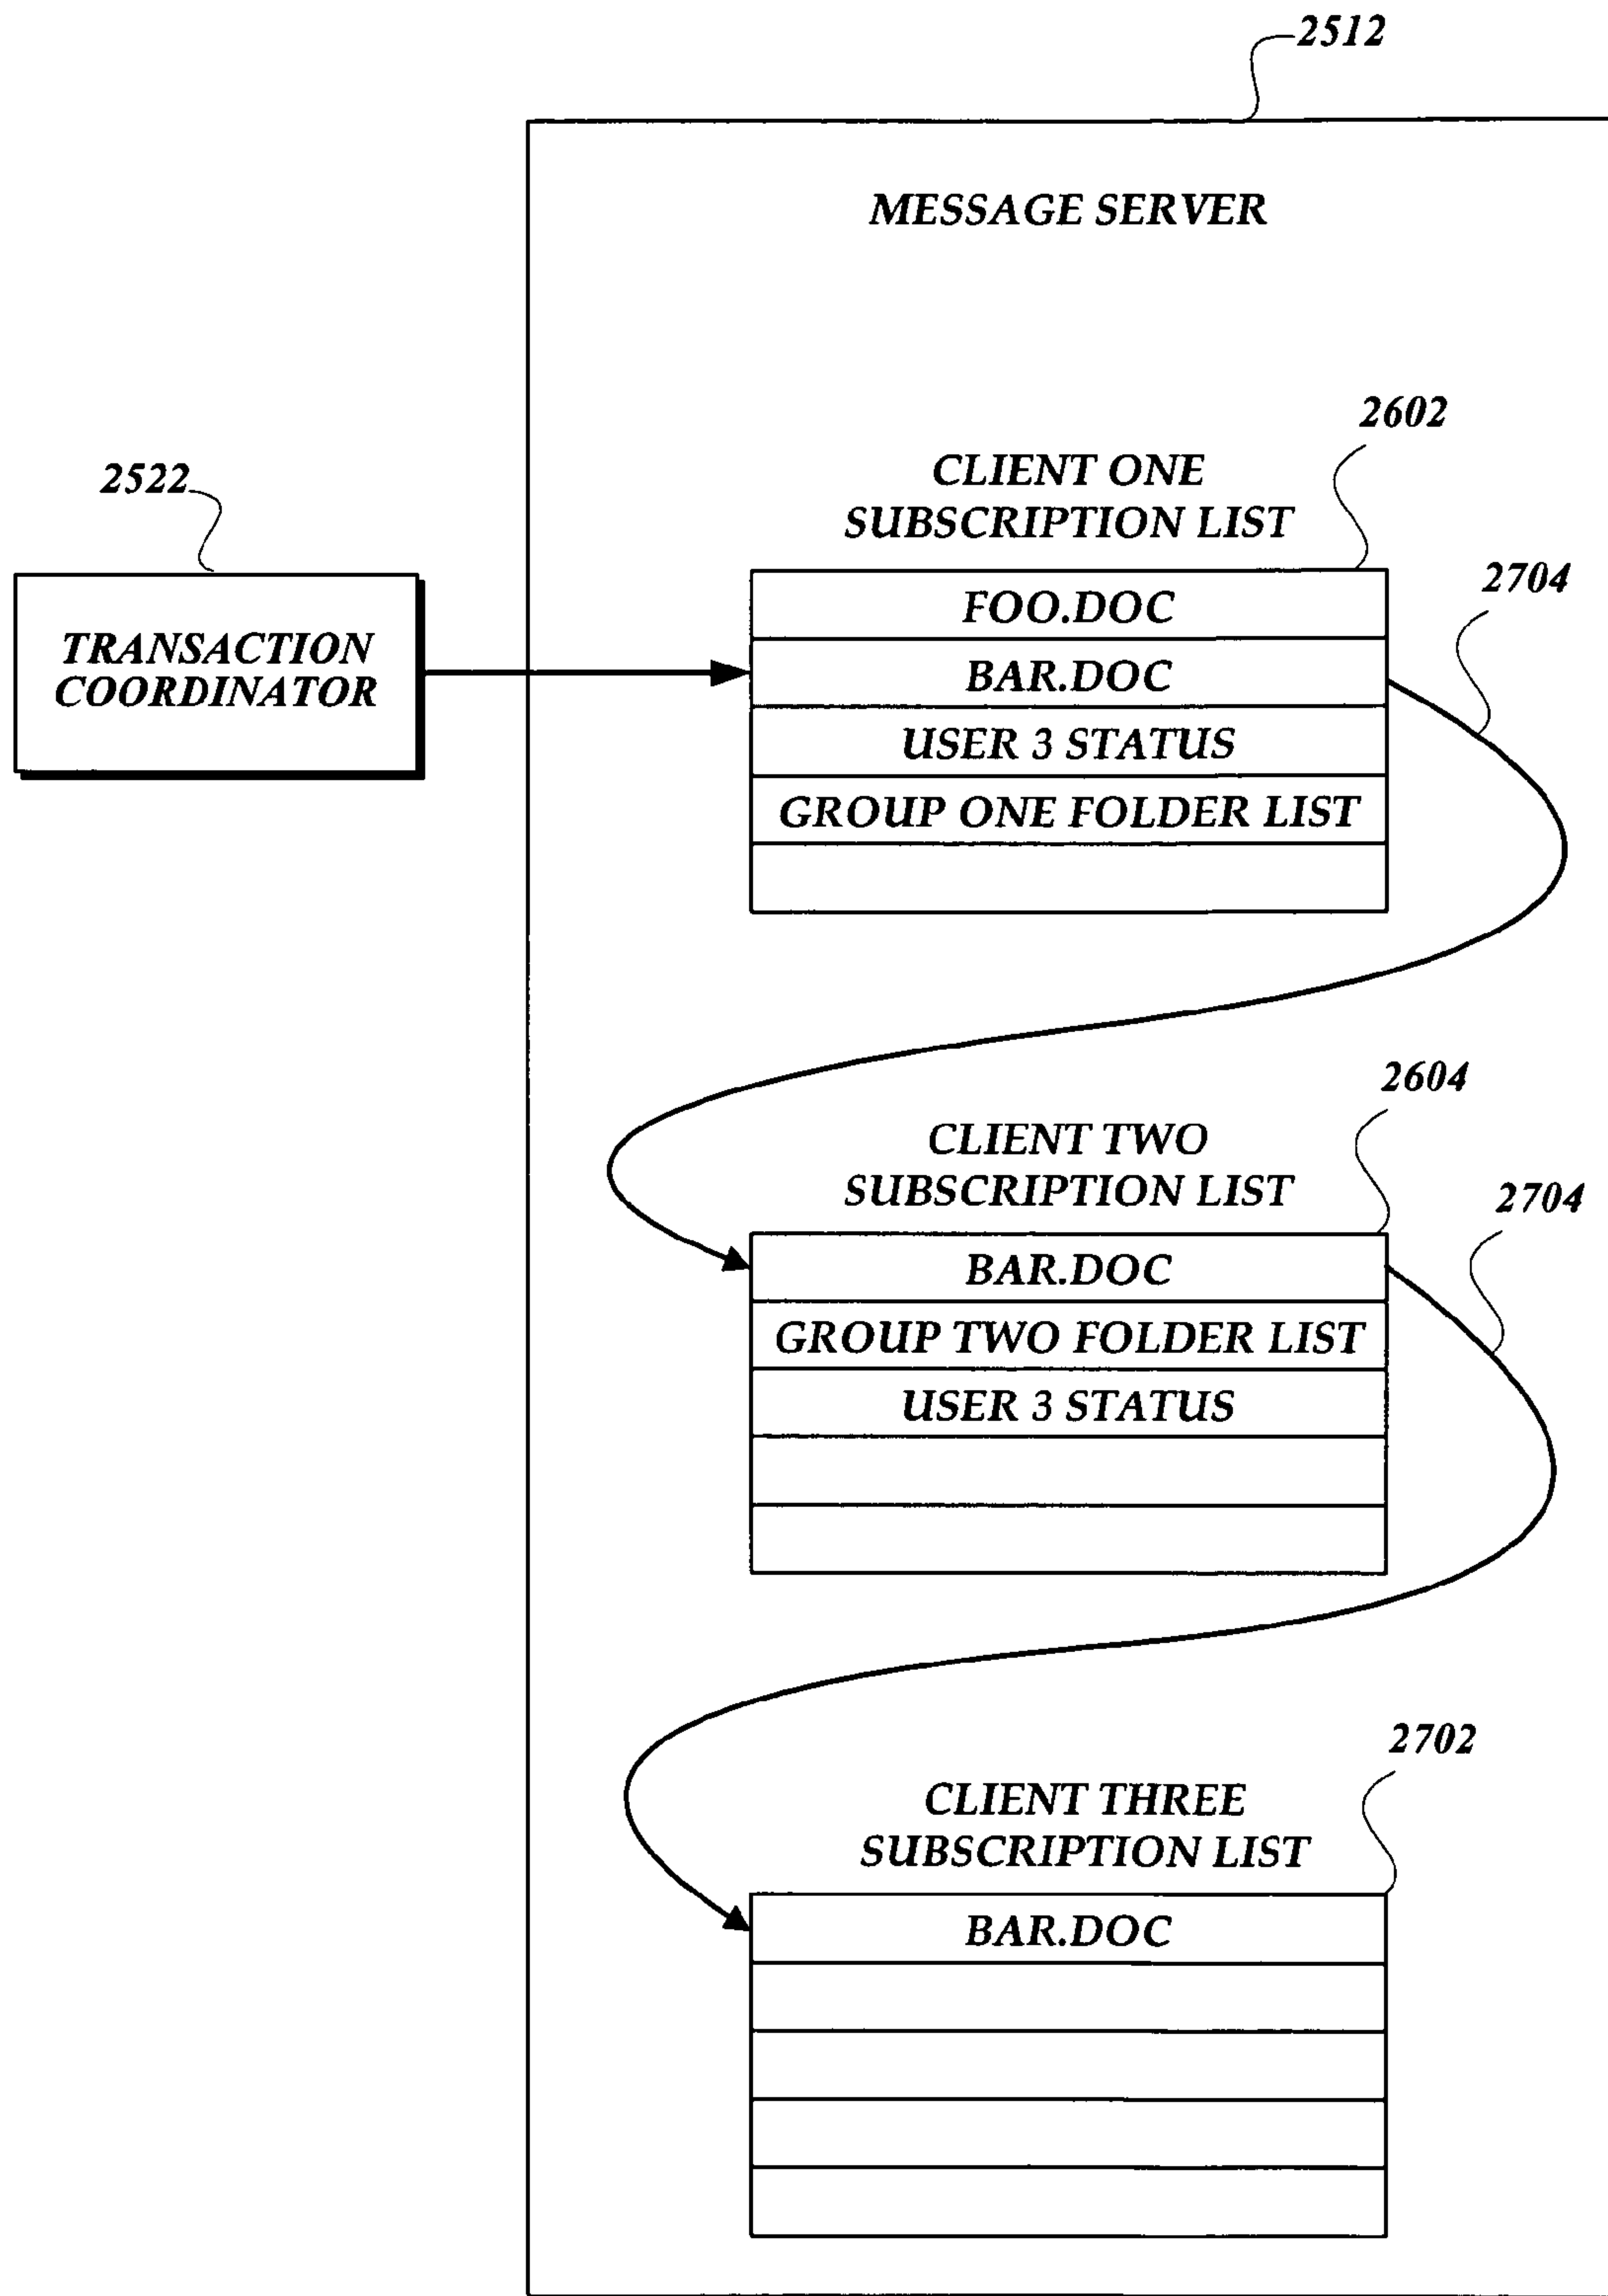 2512
MESSAGE SERVER
2602
CLIENT ONE
SUBSCRIPTION LIST
2522
2704
FOO.DOC
TRANSACTION
COORDINATOR
BAR.DOC
USER 3 STATUS
GROUP ONE FOLDER LIST
2604
CLIENT TWO
SUBSCRIPTION LIST
2704
BAR.DOC
GROUP TWO FOLDER LIST
USER 3 STATUS
2702
CLIENT THREE
SUBSCRIPTION LIST
BAR.DOC